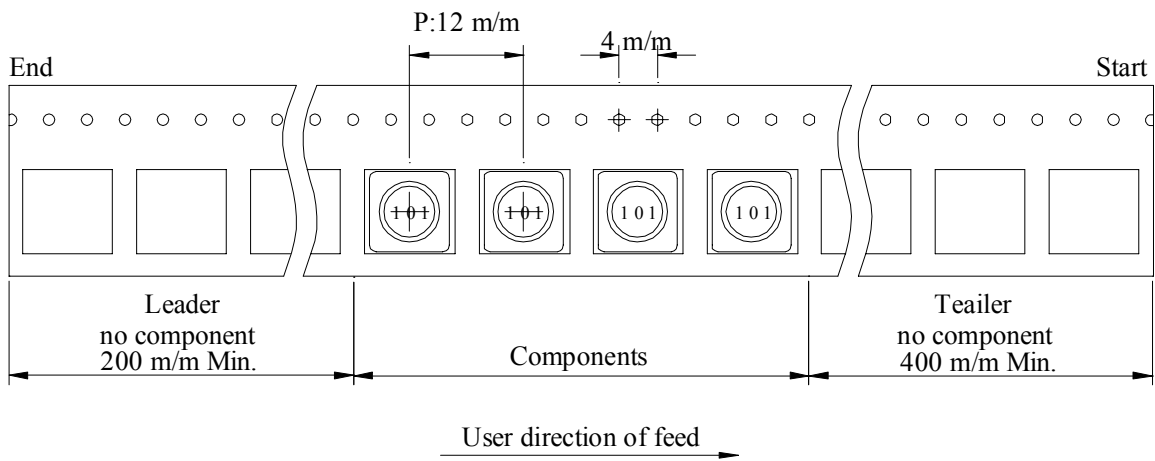 P:12 m/m
4 m/m
End
Start
101
101
101
101
Leader
no component
200 m/m Min.
Components
Teailer
no component
400 m/m Min.
User direction of feed